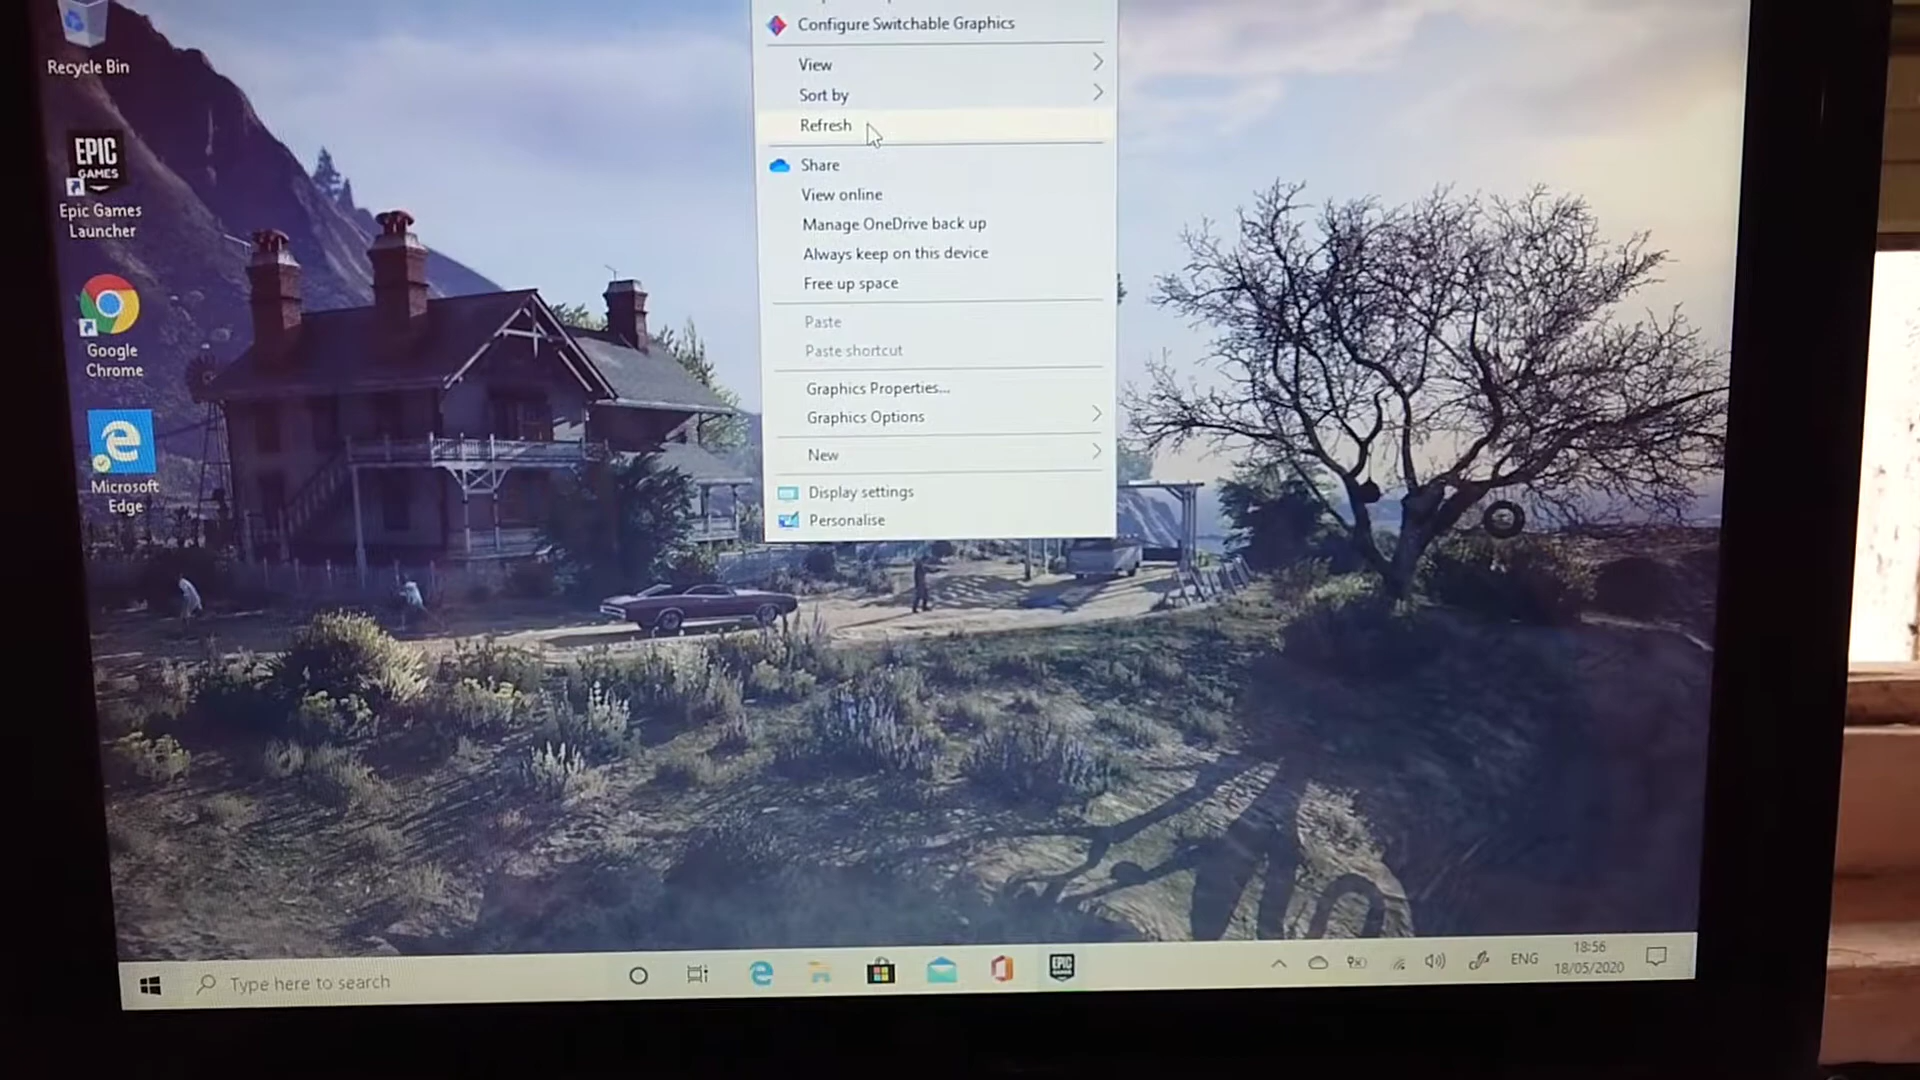 Configure Switchable Graphics
View
Sort by
Refresh
Share
View online
Manage OneDrive back up
Always keep on this device
Free up space
Paste
Paste shortcut
Graphics Properties...
Graphics Options
New
Display settings
Personalise
Recycle Bin
EPIC
GAMES
Epic Games
Launcher
Google
Chrome
Microsoft
Edge
Type here to search
EPIC
ENG
18:56
18/05/2020